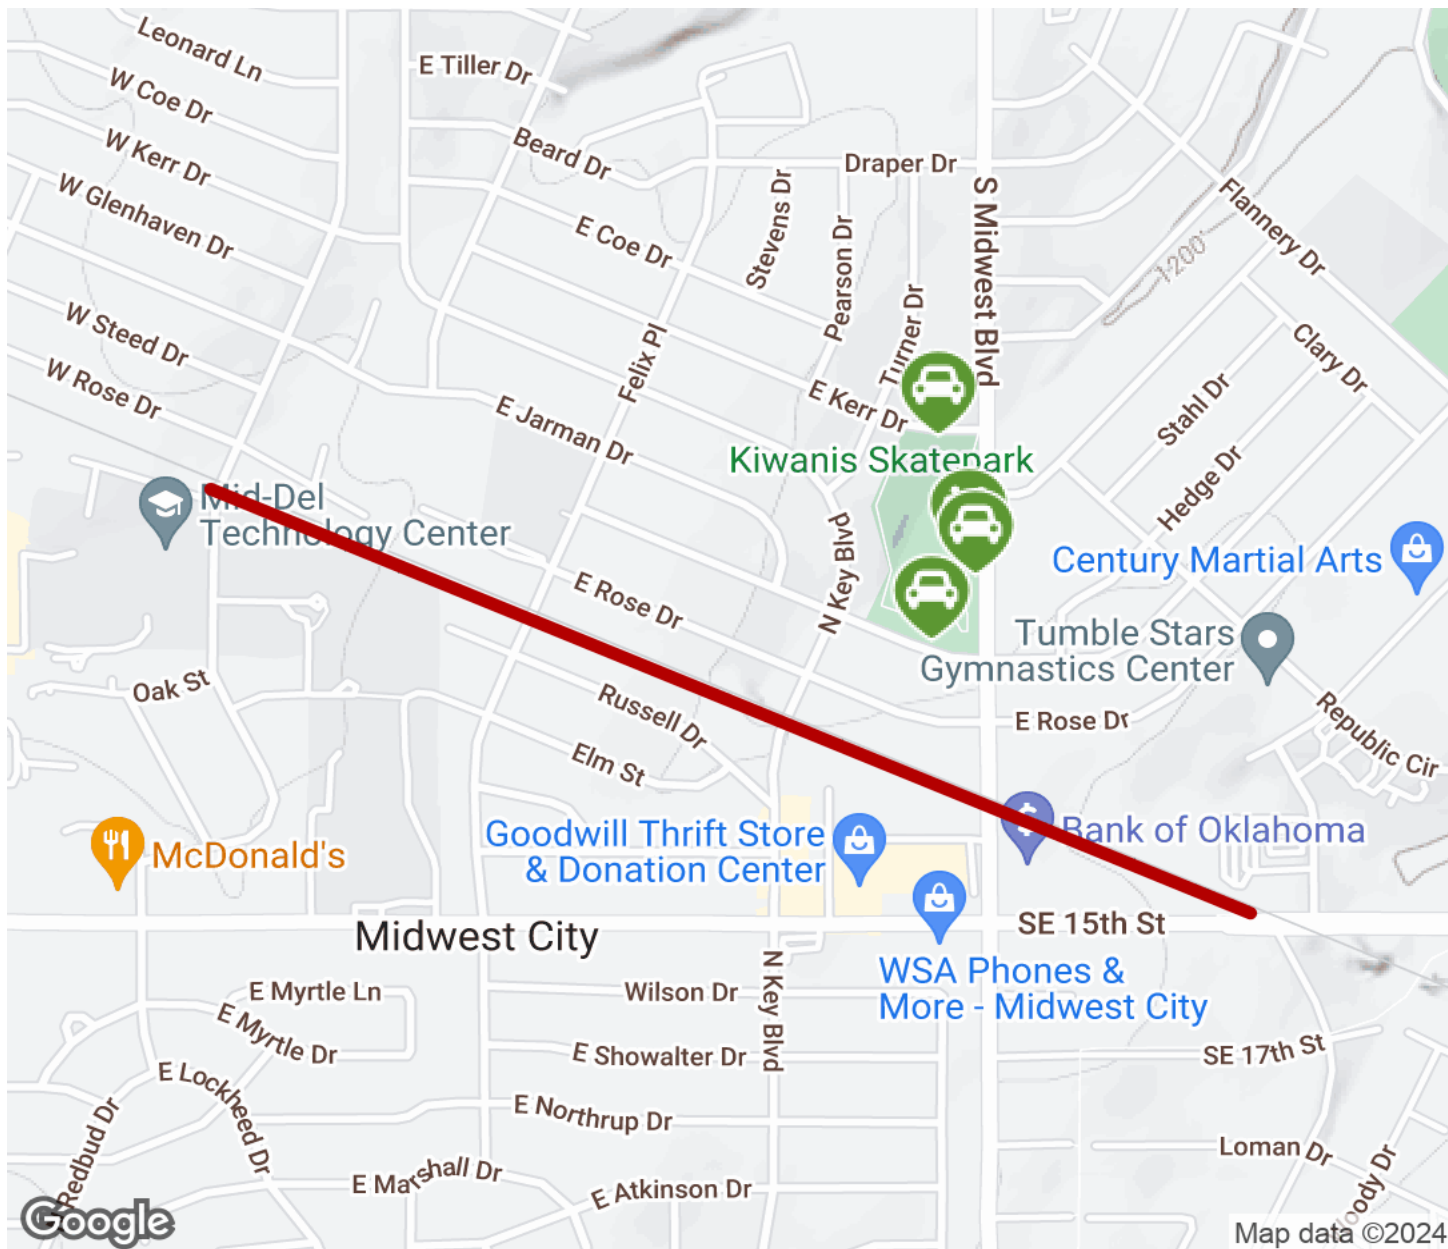 Leonard Ln
E Tiller Dr
W Coe Dr
W Kerr Dr
Beard Dr
Draper Dr
W Glenhaven Dr
E Coe Dr
Stevens Dr
Pearson Dr
Turner Dr
S Midwest Blvd
Flannery Dr
1200'
W Steed Dr
W Rose Dr
Felix Pl
E Jarman Dr
E Kerr Dr
Clary Dr
Stahl Dr
Hedge Dr
Kiwanis Skatepark
Mid-Del
Technology Center
N Key Blvd
E Rose Dr
Century Martial Arts
Tumble Stars
Gymnastics Center
Oak St
Russell Dr
Elm St
E Rose Dr
Republic Cir
McDonald's
Goodwill Thrift Store
& Donation Center
Bank of Oklahoma
Midwest City
SE 15th St
WSA Phones &
More - Midwest City
E Myrtle Ln
E Myrtle Dr
Wilson Dr
N Key Blvd
E Showalter Dr
SE 17th St
E Lockheed Dr
Redbud Dr
E Northrup Dr
E Marshall Dr
E Atkinson Dr
Loman Dr
Google
Map data ©2024